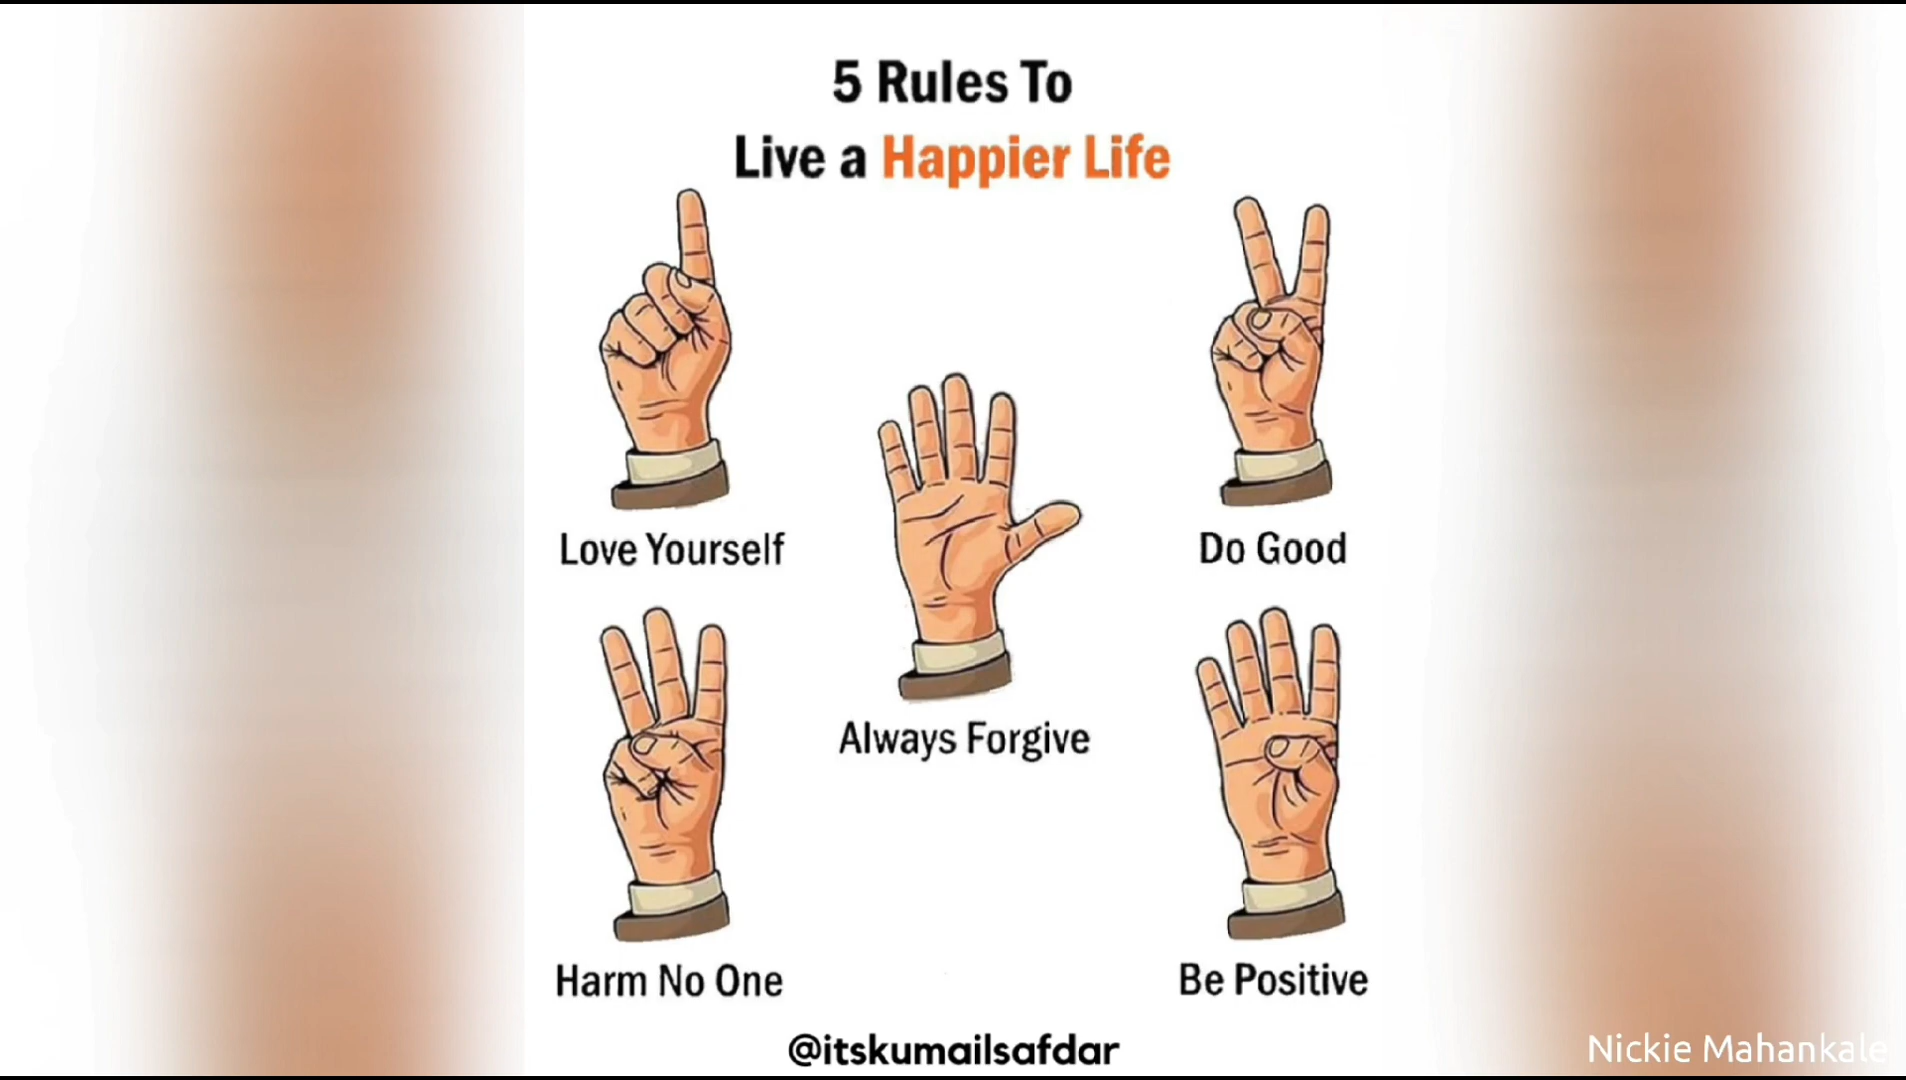 5 Rules To
Live a Happier Life
Love Yourself
Do Good
Always Forgive
Harm No One
Be Positive
@itskumailsafdar
Nickie Mahankale